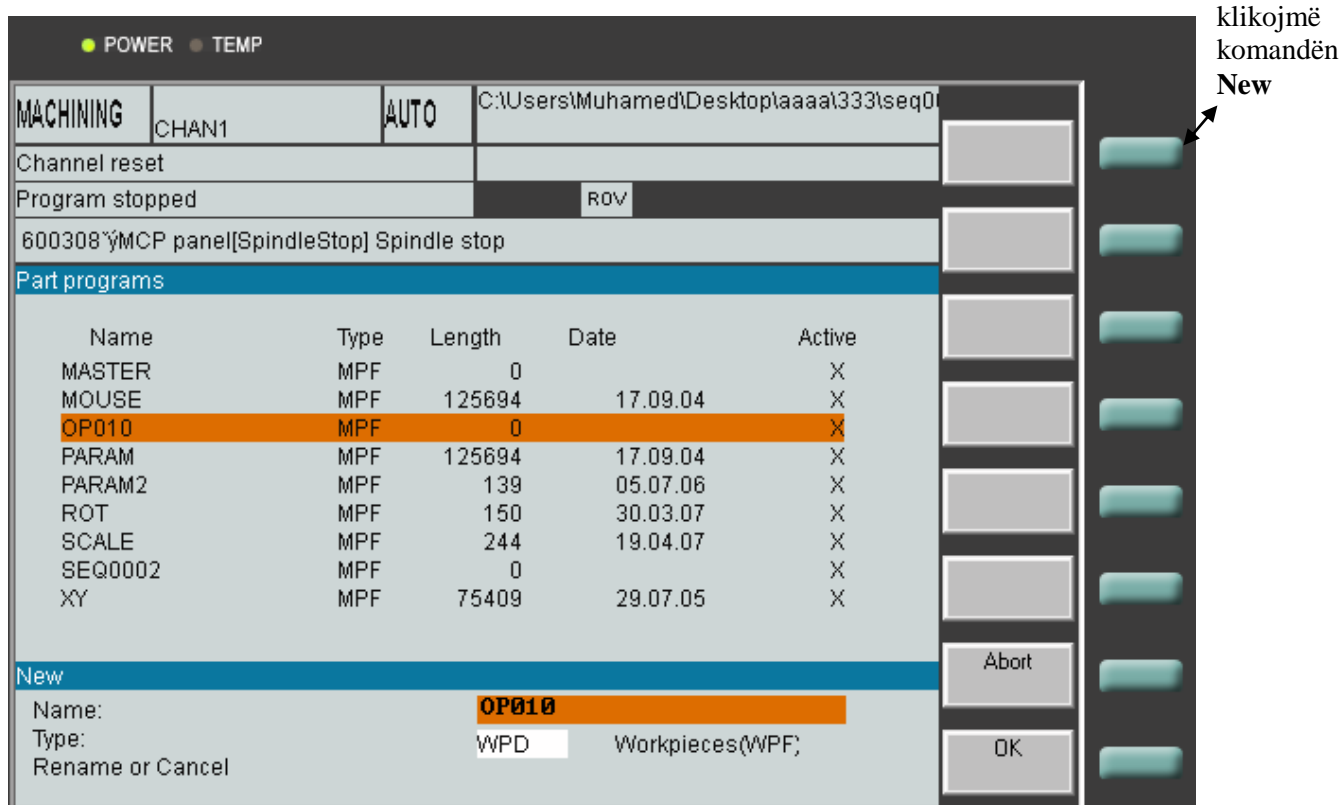 klikojmë
komandën
New
POWER TEMP
MACHINING CHAN1 AUTO C:\Users\Muhamed\Desktop\aaaa\333\seq0
Channel reset
Program stopped ROV
600308`ýMCP panel[SpindleStop] Spindle stop
Part programs
Name Type Length Date Active
MASTER MPF 0 X
MOUSE MPF 125694 17.09.04 X
OP010 MPF 0 X
PARAM MPF 125694 17.09.04 X
PARAM2 MPF 139 05.07.06 X
ROT MPF 150 30.03.07 X
SCALE MPF 244 19.04.07 X
SEQ0002 MPF 0 X
XY MPF 75409 29.07.05 X
Abort
New
Name: OP010
Type: WPD Workpieces(WPF)
OK
Rename or Cancel